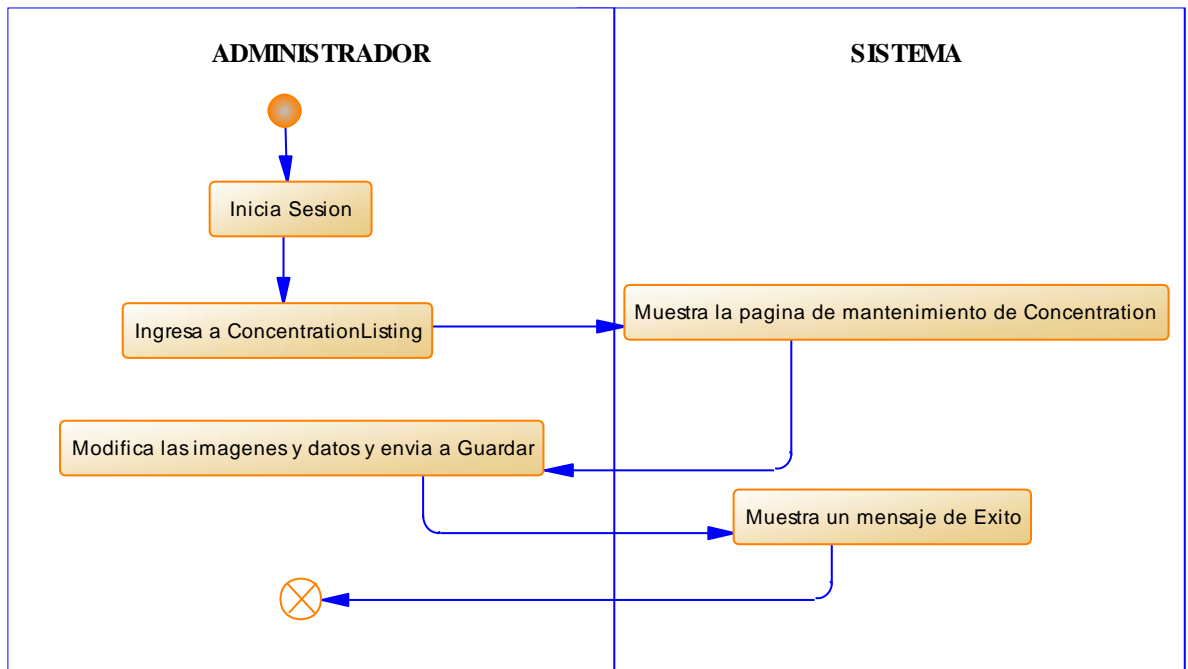 ADMINISTRADOR
SISTEMA
Inicia Sesion
Ingresa a ConcentrationListing
Muestra la pagina de mantenimiento de Concentration
Modifica las imagenes y datos y envia a Guardar
Muestra un mensaje de Exito